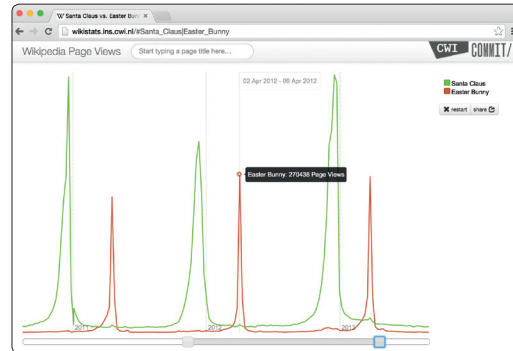 W Santa Claus vs. Easter Bunn
wikistats.ins.cwi.nl/#Santa_Claus|Easter_Bunny
Wikipedia Page Views
Start typing a page title here...
CWI COMMIT/
02 Apr 2012 - 08 Apr 2012
Santa Claus
Easter Bunny
restart share
Easter Bunny: 270438 Page Views
2011 2012 2013